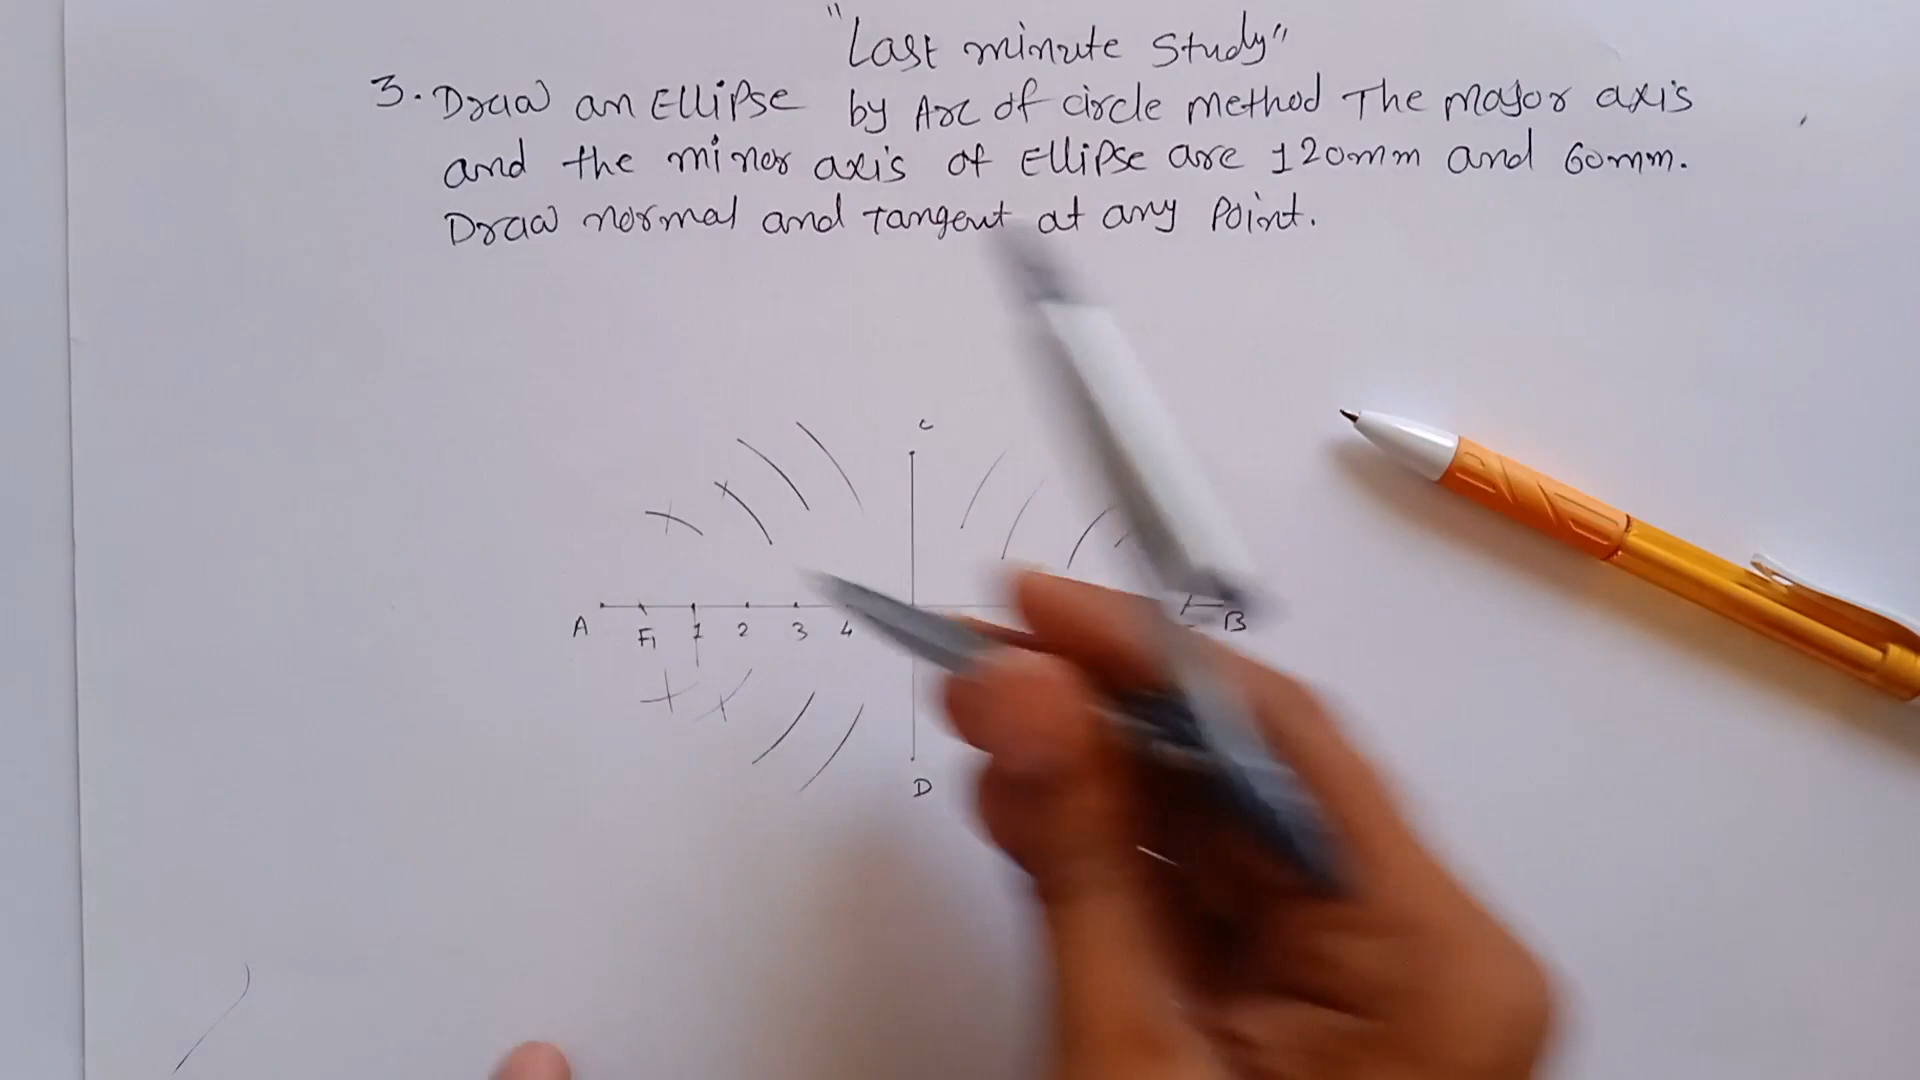 "Last minute Study"
3. Draw an Ellipse by Arc of circle method The major axis
and the minor axis of Ellipse are 120mm and 60mm.
Draw normal and Tangent at any Point.
C
A F1 1 2 3 4 B
D